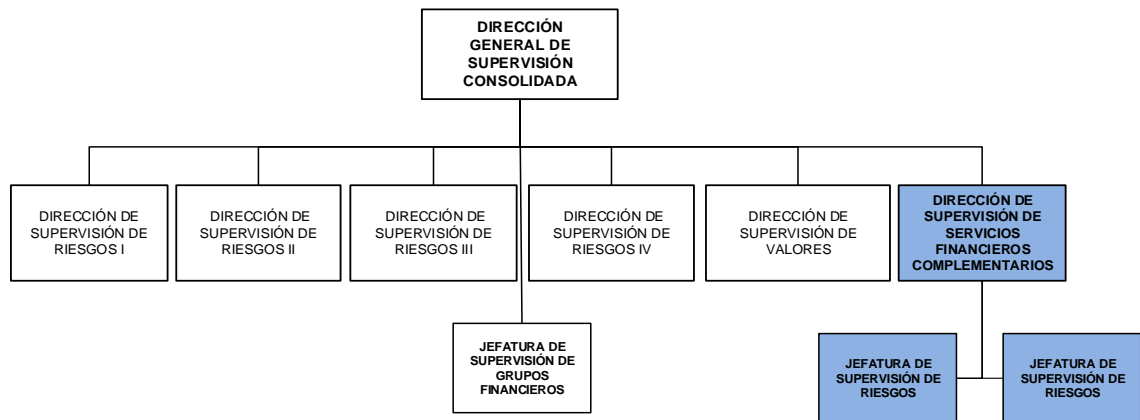 DIRECCIÓN
GENERAL DE
SUPERVISIÓN
CONSOLIDADA
DIRECCIÓN DE
SUPERVISIÓN DE
RIESGOS I
DIRECCIÓN DE
SUPERVISIÓN DE
RIESGOS II
DIRECCIÓN DE
SUPERVISIÓN DE
RIESGOS III
DIRECCIÓN DE
SUPERVISIÓN DE
RIESGOS IV
DIRECCIÓN DE
SUPERVISIÓN DE
VALORES
DIRECCIÓN DE
SUPERVISIÓN DE
SERVICIOS
FINANCIEROS
COMPLEMENTARIOS
JEFATURA DE
SUPERVISIÓN DE
GRUPOS
FINANCIEROS
JEFATURA DE
SUPERVISIÓN DE
RIESGOS
JEFATURA DE
SUPERVISIÓN DE
RIESGOS